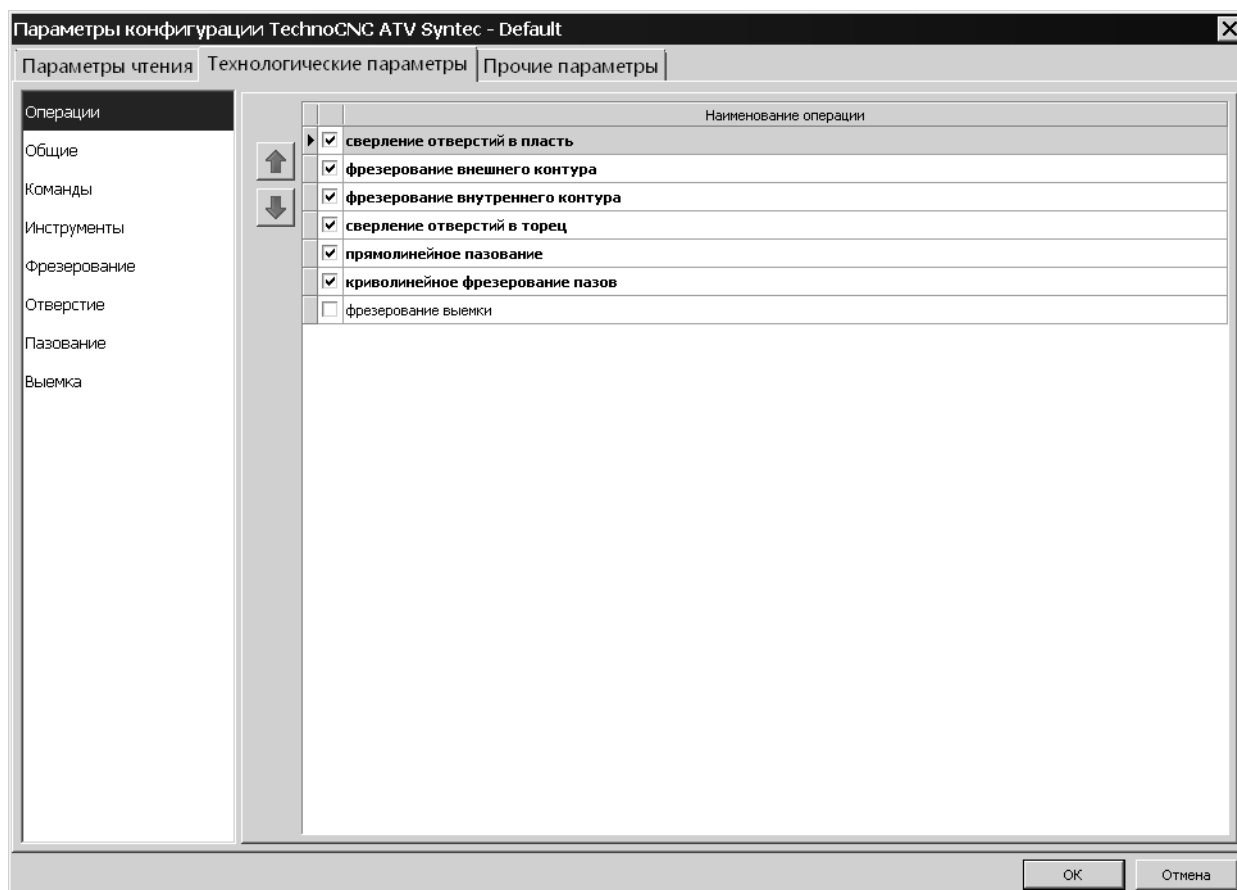 Параметры конфигурации TechnoCNC ATV Syntec - Default
Параметры чтения Технологические параметры Прочие параметры
Операции
Общие
Команды
Инструменты
Фрезерование
Отверстие
Пазование
Выемка
Наименование операции
сверление отверстий в пласть
фрезерование внешнего контура
фрезерование внутреннего контура
сверление отверстий в торец
прямолинейное пазование
криволинейное фрезерование пазов
фрезерование выемки
ОК Отмена